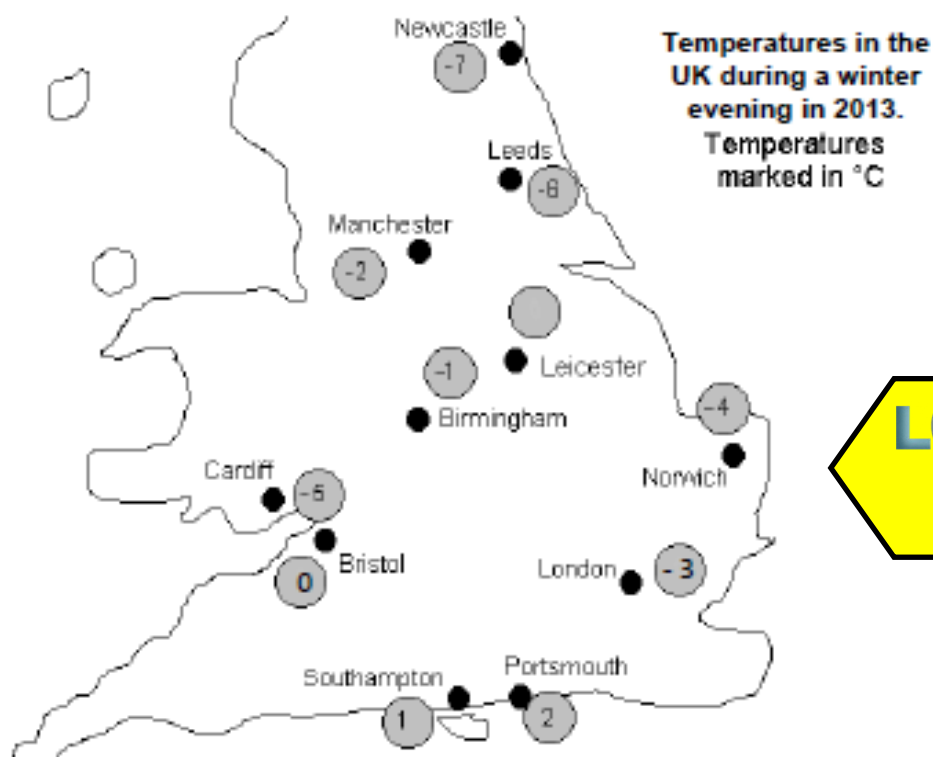 Newcastle
-7
Temperatures in the
UK during a winter
evening in 2013.
Temperatures
marked in °C
Leeds
-6
Manchester
-2
-1
Leicester
Birmingham
-4
Norwich
Cardiff
Bristol
0
London
-3
Southampton
Portsmouth
1
2